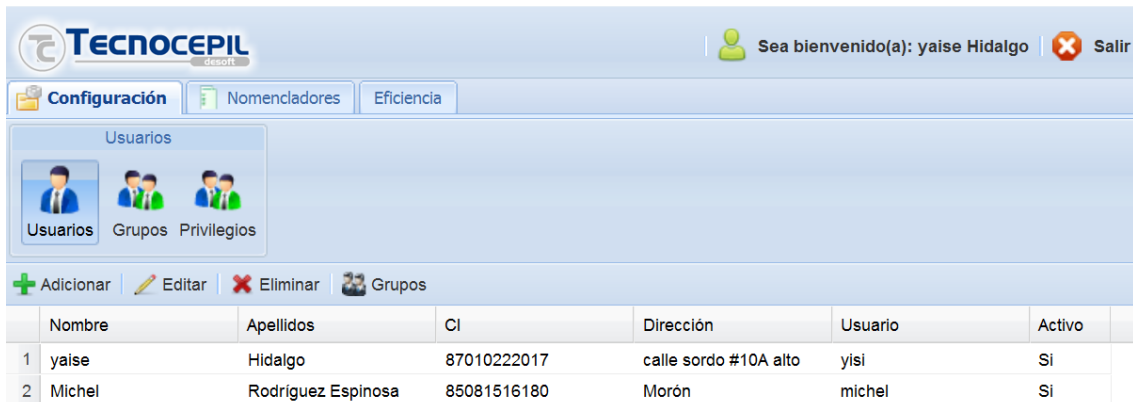 TC TECNOCEPIL
desoft
Sea bienvenido(a): yaise Hidalgo Salir
Configuración Nomencladores Eficiencia
Usuarios
Usuarios Grupos Privilegios
Adicionar Editar Eliminar Grupos
Nombre Apellidos CI Dirección Usuario Activo
1 yaise Hidalgo 87010222017 calle sordo #10A alto yisi Si
2 Michel Rodríguez Espinosa 85081516180 Morón michel Si